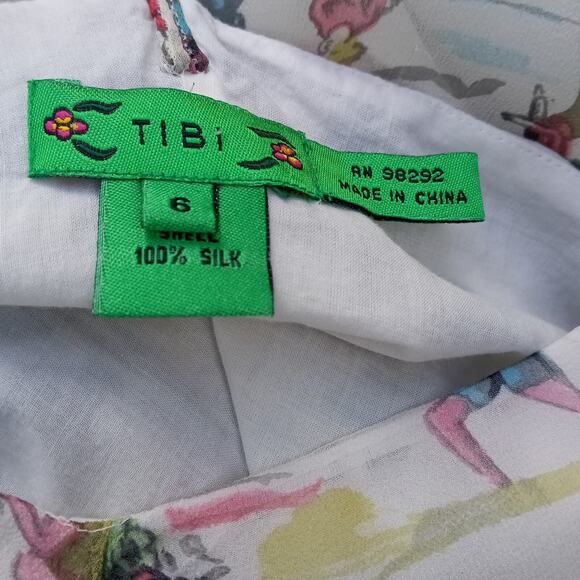 TIBi
RN 98292
MADE IN CHINA
6
SHELL
100% SILK